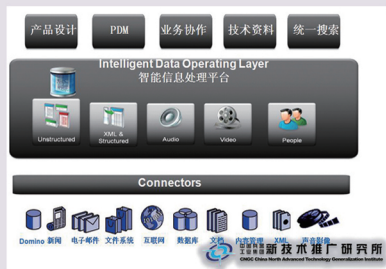 产品设计 PDM 业务协作 技术资料 统一搜索
Intelligent Data Operating Layer
智能信息处理平台
Unstructured XML & Structured Audio Video People
Connectors
Domino 新闻 电子邮件 文件系统 互联网 数据库 文档 内容管理 XML 声音影像
新技术推广研究所
CNGC China North Advanced Technology Generalization Institute